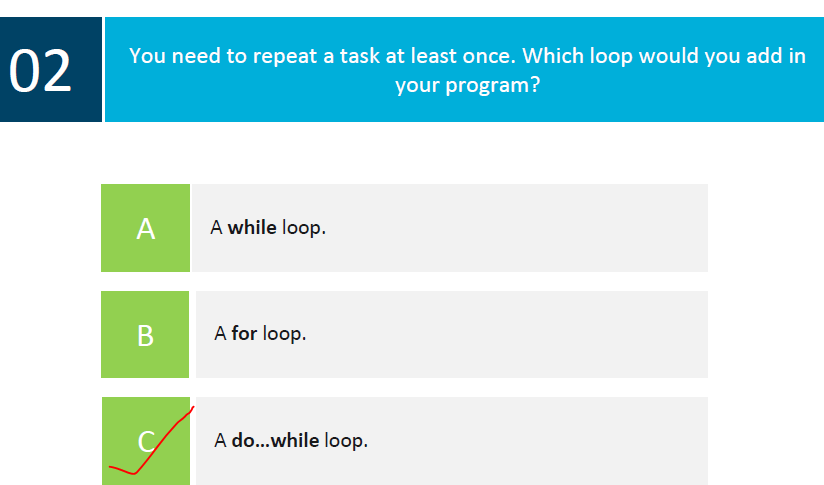 02
You need to repeat a task at least once. Which loop would you add in
your program?
A
A while loop.
B
A for loop.
C
A do...while loop.